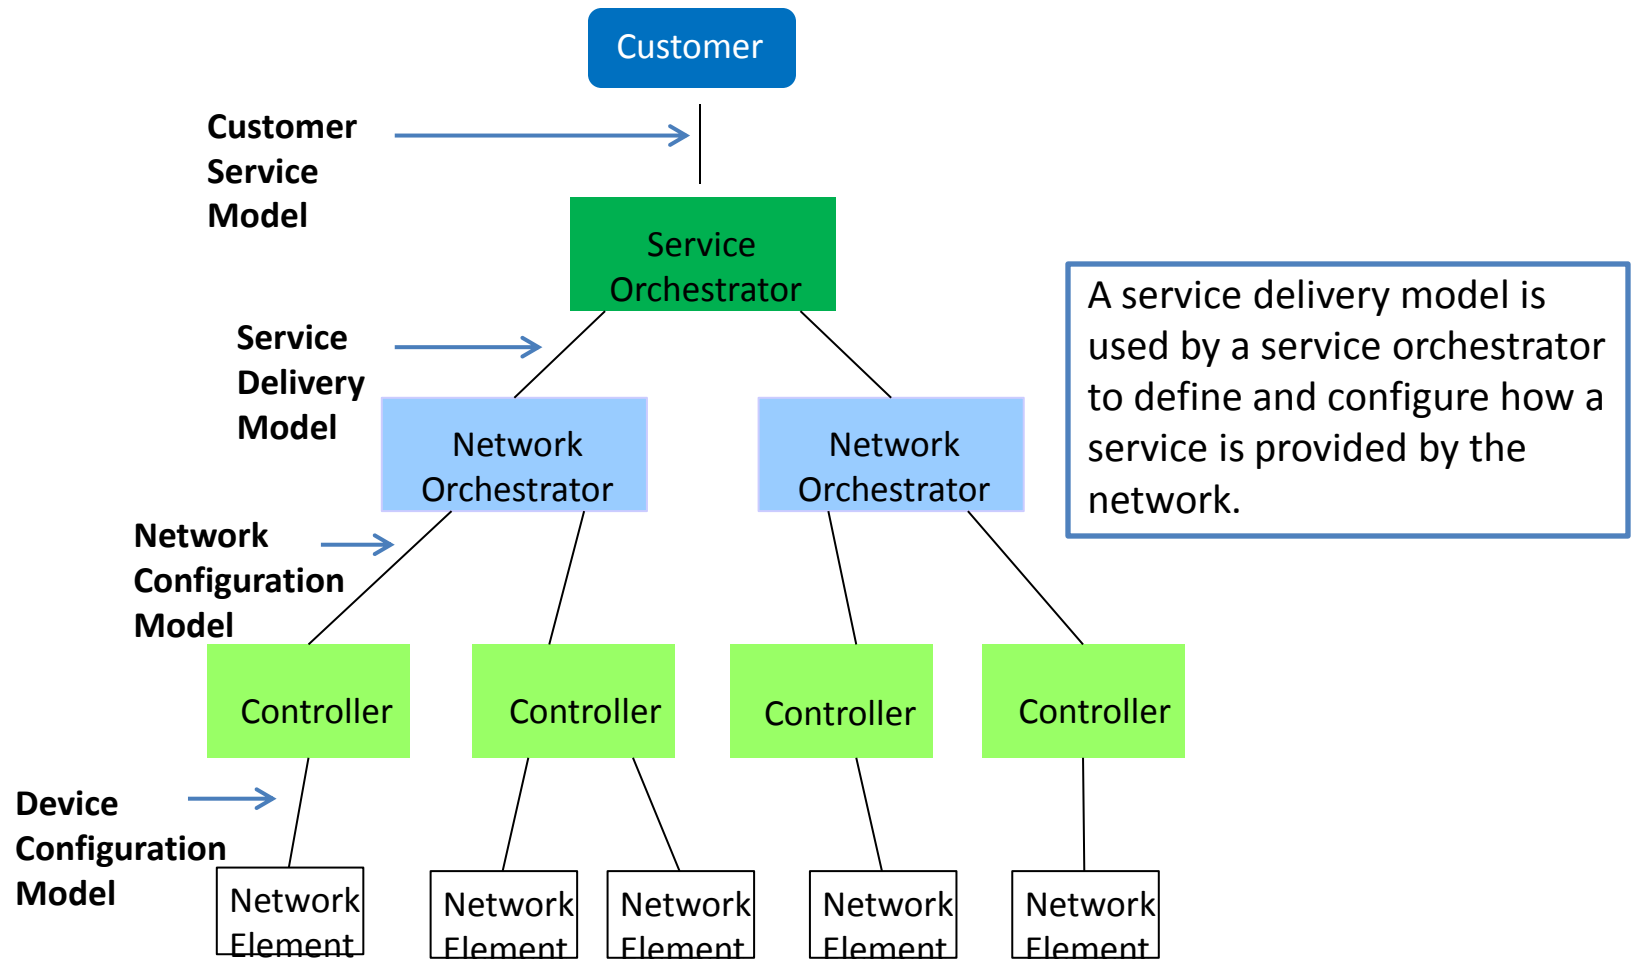 Customer
Customer
Service
Model
Service
Orchestrator
Service
Delivery
Model
A service delivery model is
used by a service orchestrator
to define and configure how a
service is provided by the
network.
Network
Orchestrator
Network
Orchestrator
Network
Configuration
Model
Controller
Controller
Controller
Controller
Device
Configuration
Model
Network
Element
Network
Element
Network
Element
Network
Element
Network
Element